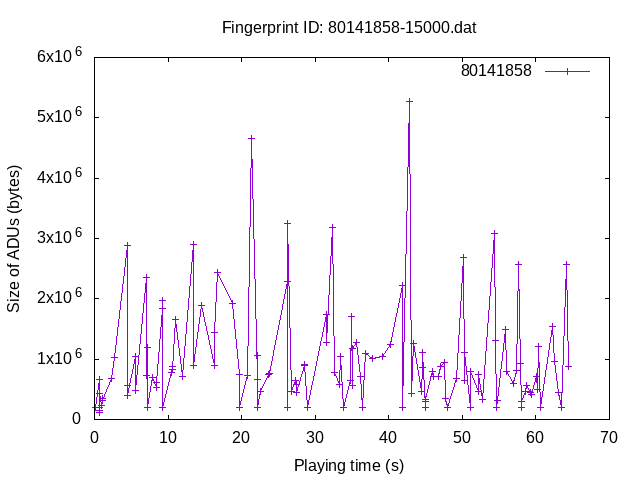 Fingerprint ID: 80141858-15000.dat
80141858
6x10^6
5x10^6
4x10^6
3x10^6
2x10^6
1x10^6
0
Size of ADUs (bytes)
0 10 20 30 40 50 60 70
Playing time (s)